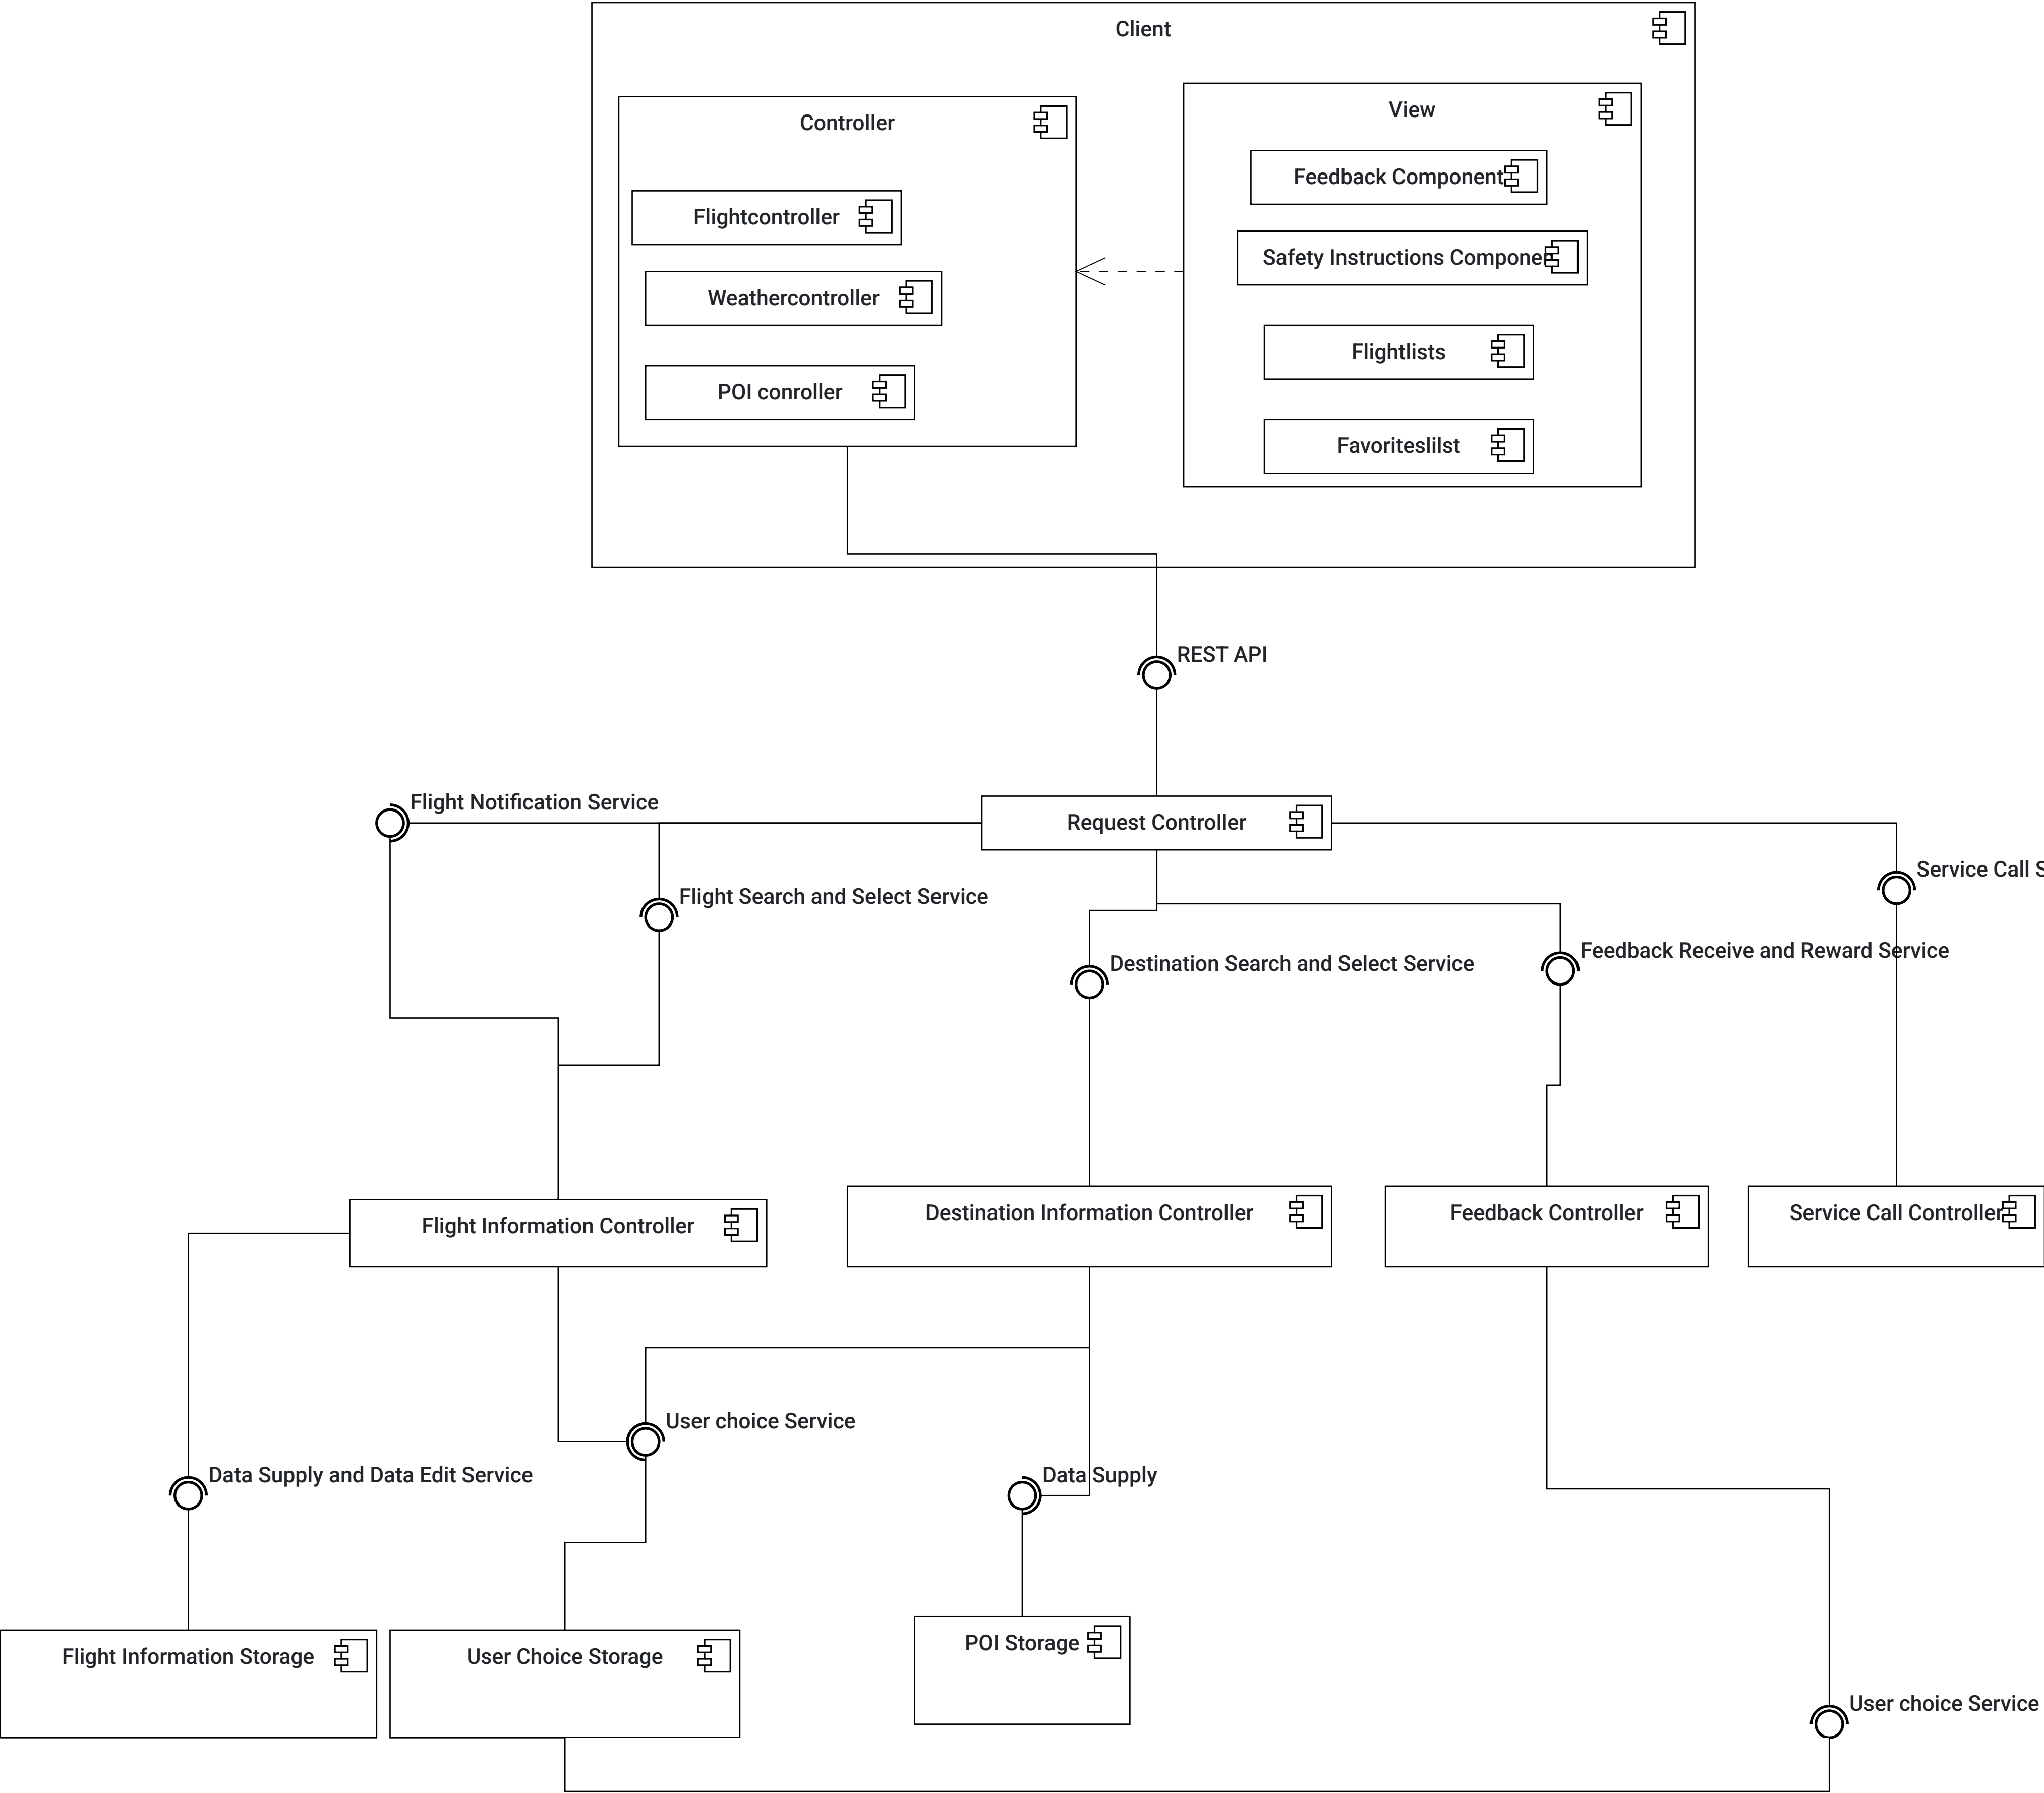 Client
Controller
View
Flightcontroller
Weathercontroller
POI conroller
Feedback Component
Safety Instructions Componen
Flightlists
Favoriteslilst
REST API
Flight Notification Service
Request Controller
Flight Search and Select Service
Service Call S
Destination Search and Select Service
Feedback Receive and Reward Service
Flight Information Controller
Destination Information Controller
Feedback Controller
Service Call Controller
User choice Service
Data Supply and Data Edit Service
Data Supply
Flight Information Storage
User Choice Storage
POI Storage
User choice Service